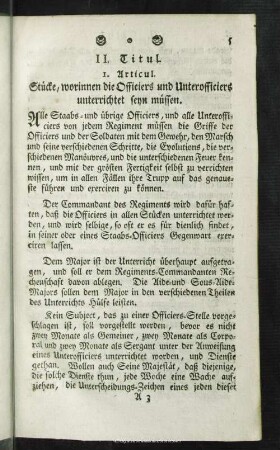 5
II. Titul.
1. Articul.
Stücke, worinnen die Officiers und Unterofficiers
unterrichtet seyn müssen.
Alle Staabs- und übrige Officiers, und alle Unteroffi-
ciers von jedem Regiment müssen die Griffe der
Officiers und der Soldaten mit dem Gewehr, den Marsch
und seine verschiedenen Schritte, die Evolutions, die ver-
schiedenen Manöuvres, und die unterschiedenen Feuer ken-
nen, und mit der grösten Fertigkeit selbst zu verrichten
wissen, um in allen Fällen ihre Trupp auf das genaue-
ste führen und exerciren zu können.
Der Commandant des Regiments wird dafür haf-
ten, daß die Officiers in allen Stücken unterrichtet wer-
den, und wird selbige, so oft er es für dienlich findet,
in seiner oder eines Staabs-Officiers Gegenwart exer-
ciren lassen.
Dem Major ist der Unterricht überhaupt aufgetra-
gen, und soll er dem Regiments-Commandanten Re-
chenschaft davon ablegen. Die Aide- und Sous-Aide-
Majors sollen dem Major in den verschiedenen Theilen
des Unterrichts Hülfe leisten.
Kein Subject, das zu einer Officiers-Stelle vorge-
schlagen ist, soll vorgestellt werden, bevor es nicht
zwey Monate als Gemeiner, zwey Monate als Corpo-
ral und zwey Monate als Sergant unter der Anweisung
eines Unterofficiers unterrichtet worden, und Dienste
gethan. Wollen auch Seine Majestät, daß diejenige,
die solche Dienste thun, jede Woche eine Wache auf-
ziehen, die Unterscheidungs-Zeichen eines jeden dieser
A 3